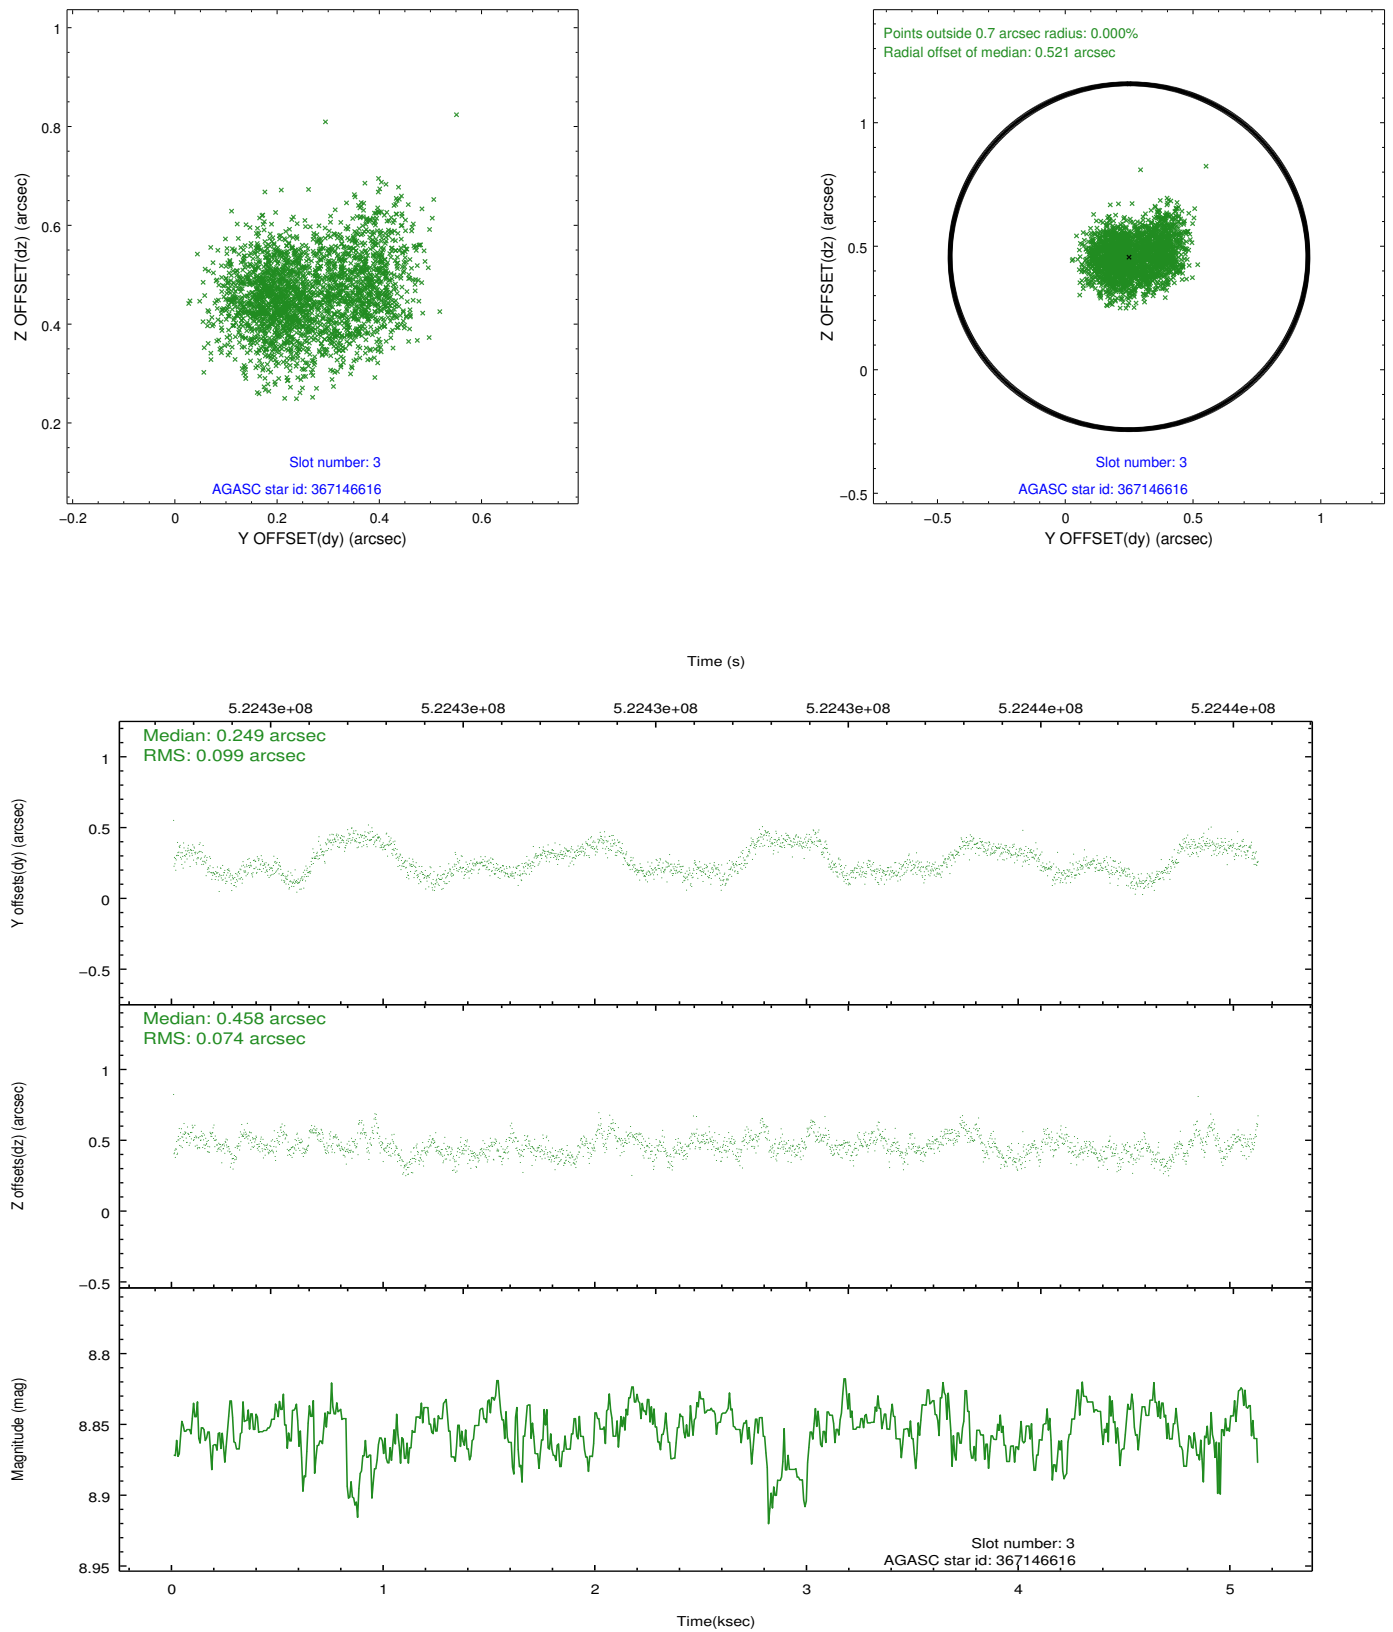 1
0.8
0.6
0.4
0.2
Z OFFSET(dz) (arcsec)
Slot number: 3
AGASC star id: 367146616
−0.2 0 0.2 0.4 0.6
Y OFFSET(dy) (arcsec)
Points outside 0.7 arcsec radius: 0.000%
Radial offset of median: 0.521 arcsec
1
0.5
0
−0.5
Z OFFSET(dz) (arcsec)
Slot number: 3
AGASC star id: 367146616
−0.5 0 0.5 1
Y OFFSET(dy) (arcsec)
Time (s)
5.2243e+08 5.2243e+08 5.2243e+08 5.2243e+08 5.2244e+08 5.2244e+08
Median: 0.249 arcsec
RMS: 0.099 arcsec
1
0.5
0
−0.5
Y offsets(dy) (arcsec)
Median: 0.458 arcsec
RMS: 0.074 arcsec
1
0.5
0
−0.5
Z offsets(dz) (arcsec)
8.8
8.85
8.9
8.95
Magnitude (mag)
Slot number: 3
AGASC star id: 367146616
0 1 2 3 4 5
Time(ksec)